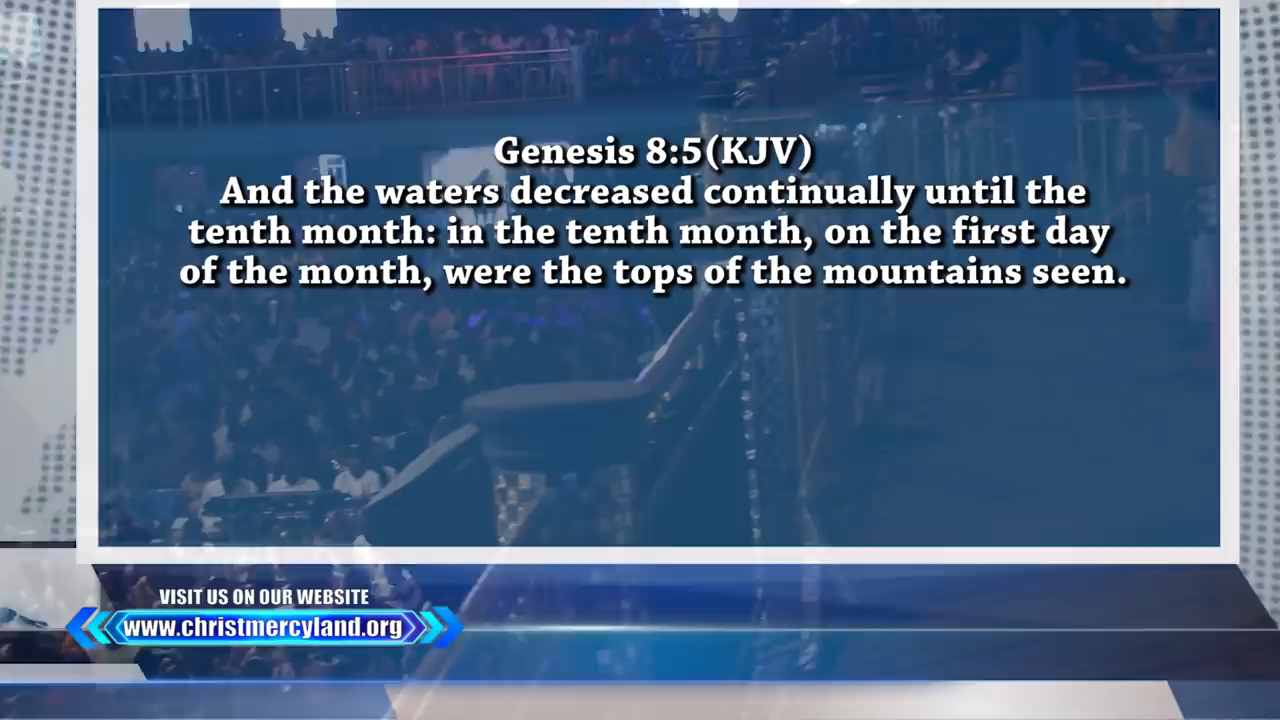 Genesis 8:5(KJV)
And the waters decreased continually until the
tenth month: in the tenth month, on the first day
of the month, were the tops of the mountains seen.
VISIT US ON OUR WEBSITE
www.christmercyland.org